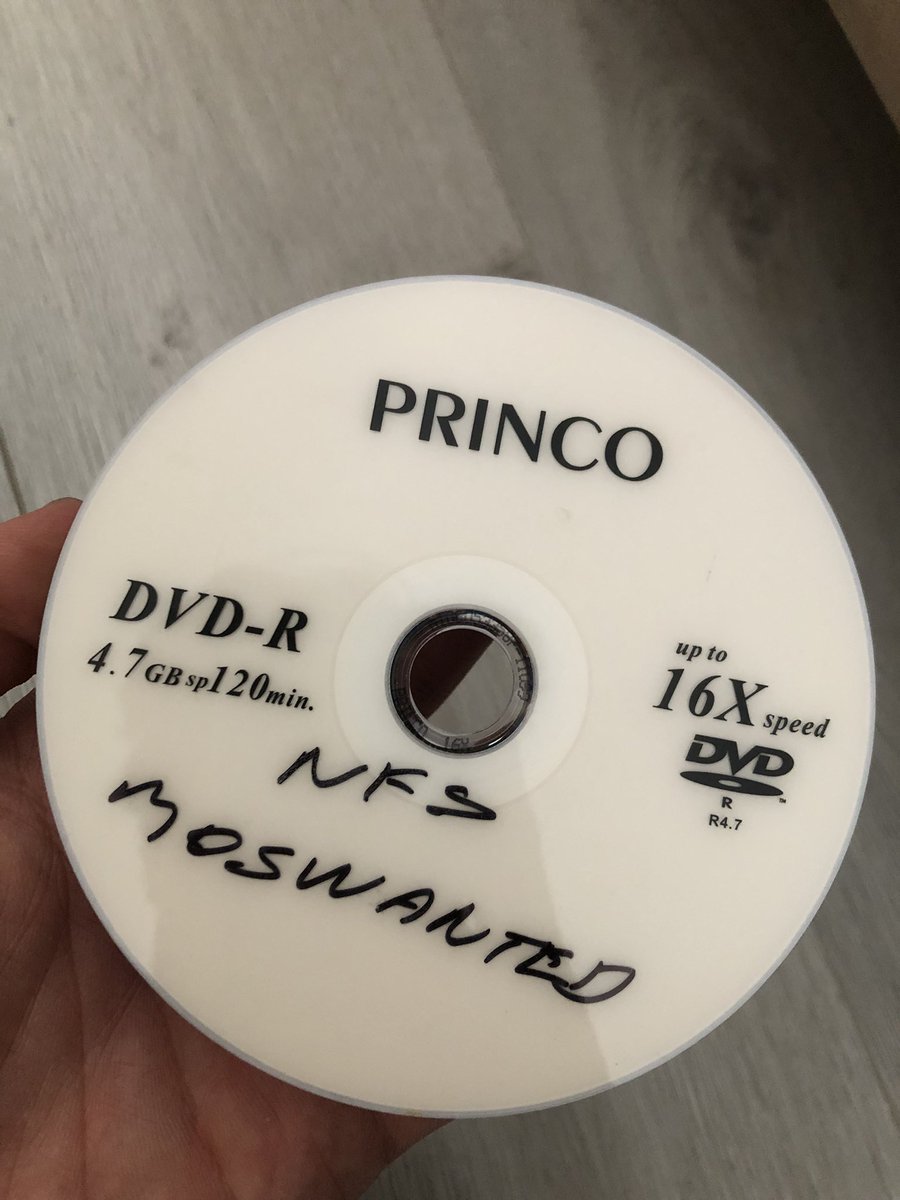 PRINCO
DVD-R
4.7GB sp120min.
up to
16X speed
DVD
R
R4.7
NFS
MOSWANTED